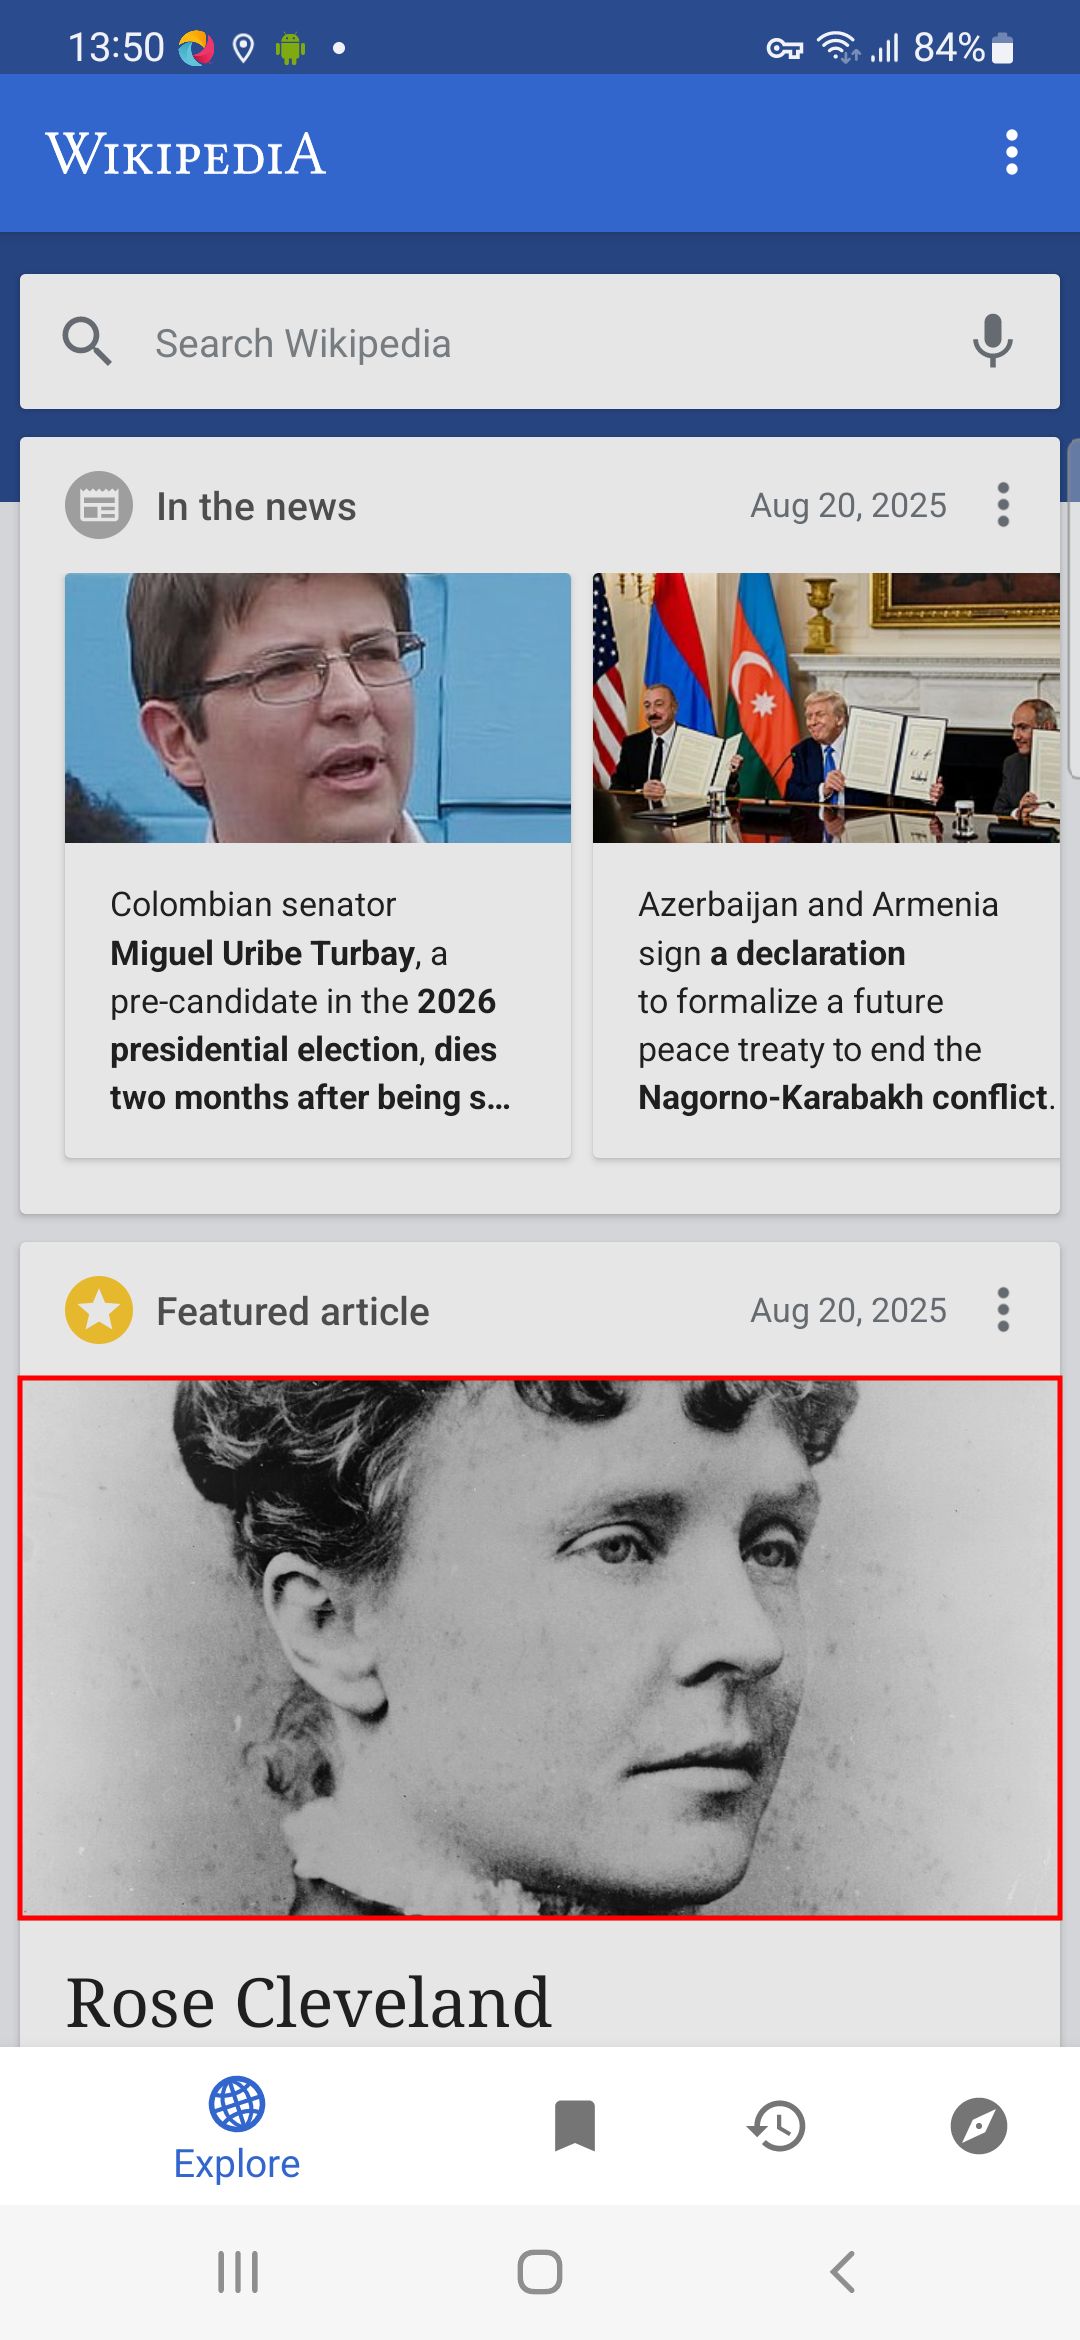 13:50
84%
WIKIPEDIA
Search Wikipedia
In the news
Aug 20, 2025
Colombian senator
Miguel Uribe Turbay, a
pre-candidate in the 2026
presidential election, dies
two months after being s...
Azerbaijan and Armenia
sign a declaration
to formalize a future
peace treaty to end the
Nagorno-Karabakh conflict.
Featured article
Aug 20, 2025
Rose Cleveland
Explore